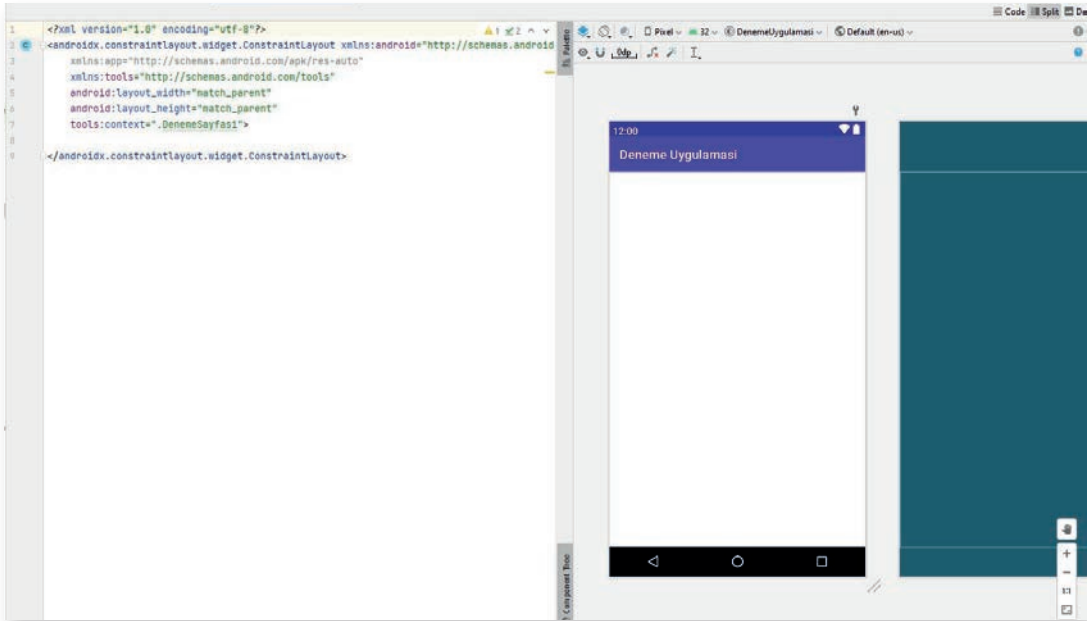 Code Split De
1 <?xml version="1.0" encoding="utf-8"?>
2 <androidx.constraintlayout.widget.ConstraintLayout xmlns:android="http://schemas.android
3 xmlns:app="http://schemas.android.com/apk/res-auto"
4 xmlns:tools="http://schemas.android.com/tools"
5 android:layout_width="match_parent"
6 android:layout_height="match_parent"
7 tools:context=".DenemeSayfasi">
8
9 </androidx.constraintlayout.widget.ConstraintLayout>
1 2
Palette
Component Tree
Pixel 32 DenemeUygulamasi Default (en-us)
0dp
12:00
Deneme Uygulamasi
1:1